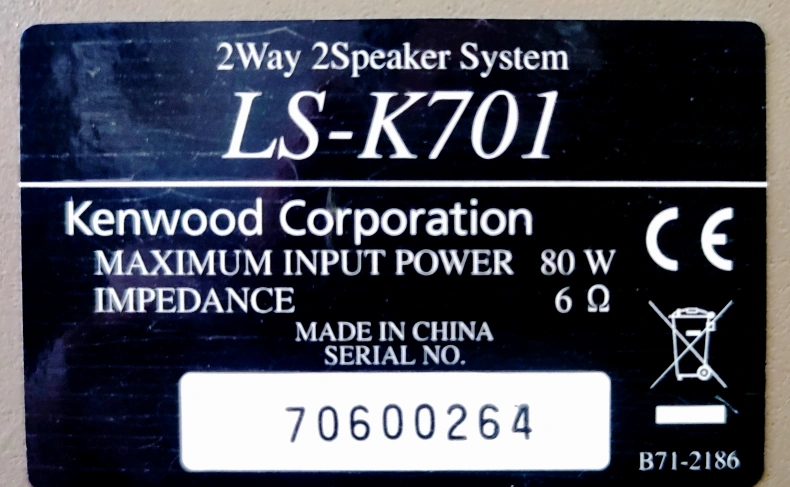 2Way 2Speaker System
LS-K701
Kenwood Corporation
MAXIMUM INPUT POWER 80 W
IMPEDANCE 6 Ω
MADE IN CHINA
SERIAL NO.
70600264
CE
B71-2186